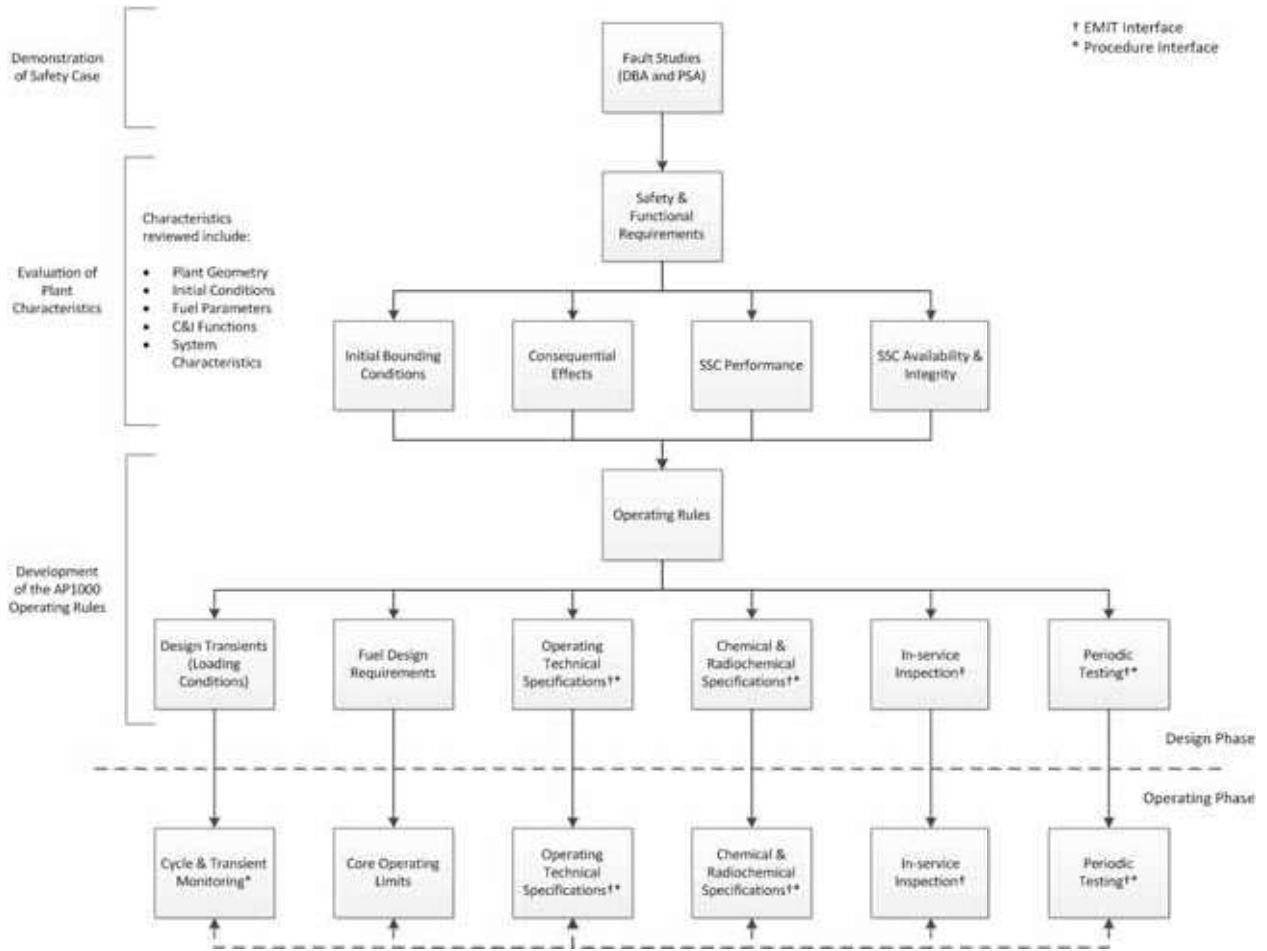 † EMIT Interface
* Procedure Interface
Demonstration
of Safety Case
Fault Studies
(DBA and PSA)
Evaluation of
Plant
Characteristics
Characteristics
reviewed include:
• Plant Geometry
• Initial Conditions
• Fuel Parameters
• C&I Functions
• System
Characteristics
Safety &
Functional
Requirements
Initial Bounding
Conditions
Consequential
Effects
SSC Performance
SSC Availability &
Integrity
Development
of the AP1000
Operating Rules
Operating Rules
Design Transients
(Loading
Conditions)
Fuel Design
Requirements
Operating
Technical
Specifications†*
Chemical &
Radiochemical
Specifications†*
In-service
Inspection†
Periodic
Testing†*
Design Phase
Operating Phase
Cycle & Transient
Monitoring*
Core Operating
Limits
Operating
Technical
Specifications†*
Chemical &
Radiochemical
Specifications†*
In-service
Inspection†
Periodic
Testing†*